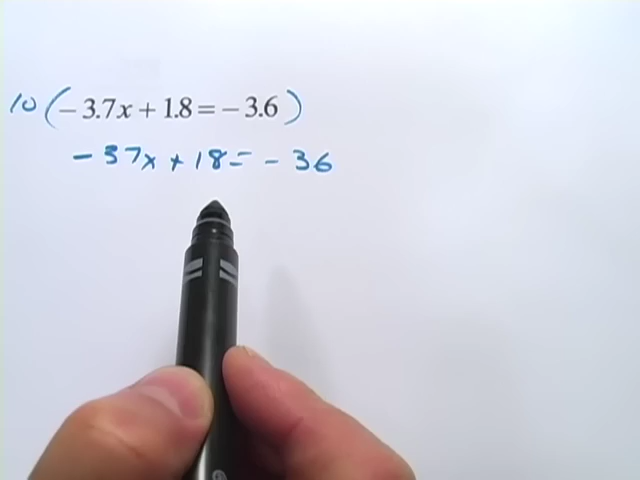 10 (−3.7x + 1.8 = −3.6)
−37x + 18 = −36